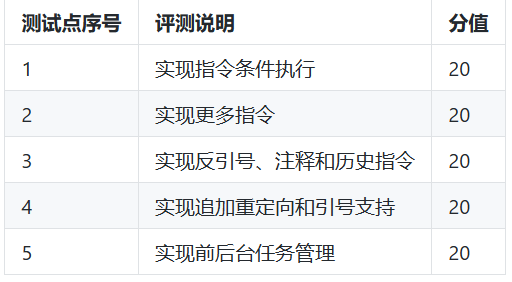 测试点序号 评测说明 分值
1 实现指令条件执行 20
2 实现更多指令 20
3 实现反引号、注释和历史指令 20
4 实现追加重定向和引号支持 20
5 实现前后台任务管理 20